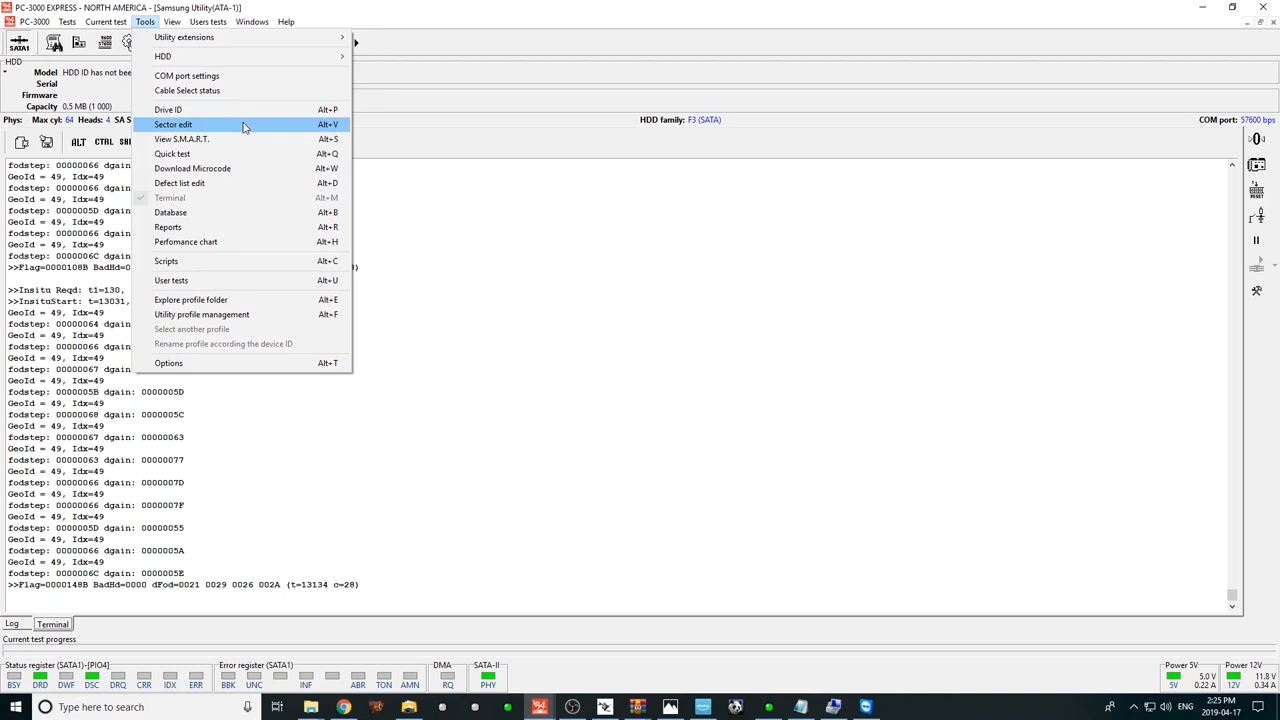 PC-3000 EXPRESS - NORTH AMERICA - [Samsung Utility(ATA-1)]
PC-3000 Tests Current test Tools View Users tests Windows Help
SATA1
HDD
Model HDD ID has not bee
Serial
Firmware
Capacity 0.5 MB (1 000)
Phys: Max cyl: 64 Heads: 4 SA S HDD family: F3 (SATA) COM port: 57600 bps
ALT CTRL SHI
RESET
Utility extensions
HDD
COM port settings
Cable Select status
Drive ID Alt+P
Sector edit Alt+V
View S.M.A.R.T. Alt+S
Quick test Alt+Q
Download Microcode Alt+W
Defect list edit Alt+D
Terminal Alt+M
Database Alt+B
Reports Alt+R
Perfomance chart Alt+H
Scripts Alt+C
User tests Alt+U
Explore profile folder Alt+E
Utility profile management Alt+F
Select another profile
Rename profile according the device ID
Options Alt+T
fodstep: 00000066 dgain
GeoId = 49, Idx=49
fodstep: 00000066 dgain
GeoId = 49, Idx=49
fodstep: 0000005D dgain
GeoId = 49, Idx=49
fodstep: 00000066 dgain
GeoId = 49, Idx=49
fodstep: 0000006C dgain
>>Flag=0000108B BadHd=0 )
>>Insitu Reqd: t1=130,
>>InsituStart: t=13031,
GeoId = 49, Idx=49
fodstep: 00000064 dgain
GeoId = 49, Idx=49
fodstep: 00000066 dgain
GeoId = 49, Idx=49
fodstep: 00000067 dgain
GeoId = 49, Idx=49
fodstep: 0000005B dgain: 0000005D
GeoId = 49, Idx=49
fodstep: 00000068 dgain: 0000005C
GeoId = 49, Idx=49
fodstep: 00000067 dgain: 00000063
GeoId = 49, Idx=49
fodstep: 00000063 dgain: 00000077
GeoId = 49, Idx=49
fodstep: 00000066 dgain: 0000007D
GeoId = 49, Idx=49
fodstep: 00000066 dgain: 0000007F
GeoId = 49, Idx=49
fodstep: 0000005D dgain: 00000055
GeoId = 49, Idx=49
fodstep: 00000066 dgain: 0000005A
GeoId = 49, Idx=49
fodstep: 0000006C dgain: 0000005E
>>Flag=0000148B BadHd=0000 dFod=0021 0029 0026 002A (t=13134 c=28)
Log Terminal
Current test progress
Status register (SATA1)-[PIO4] Error register (SATA1) DMA SATA-II Power 5V Power 12V
BSY DRD DWF DSC DRQ CRR IDX ERR BBK UNC INF ABR TON AMN RQ PHY 5V 5.0 V 0.22 A 12V 11.8 V 0.34 A
Type here to search
2:25 PM
2019-04-17